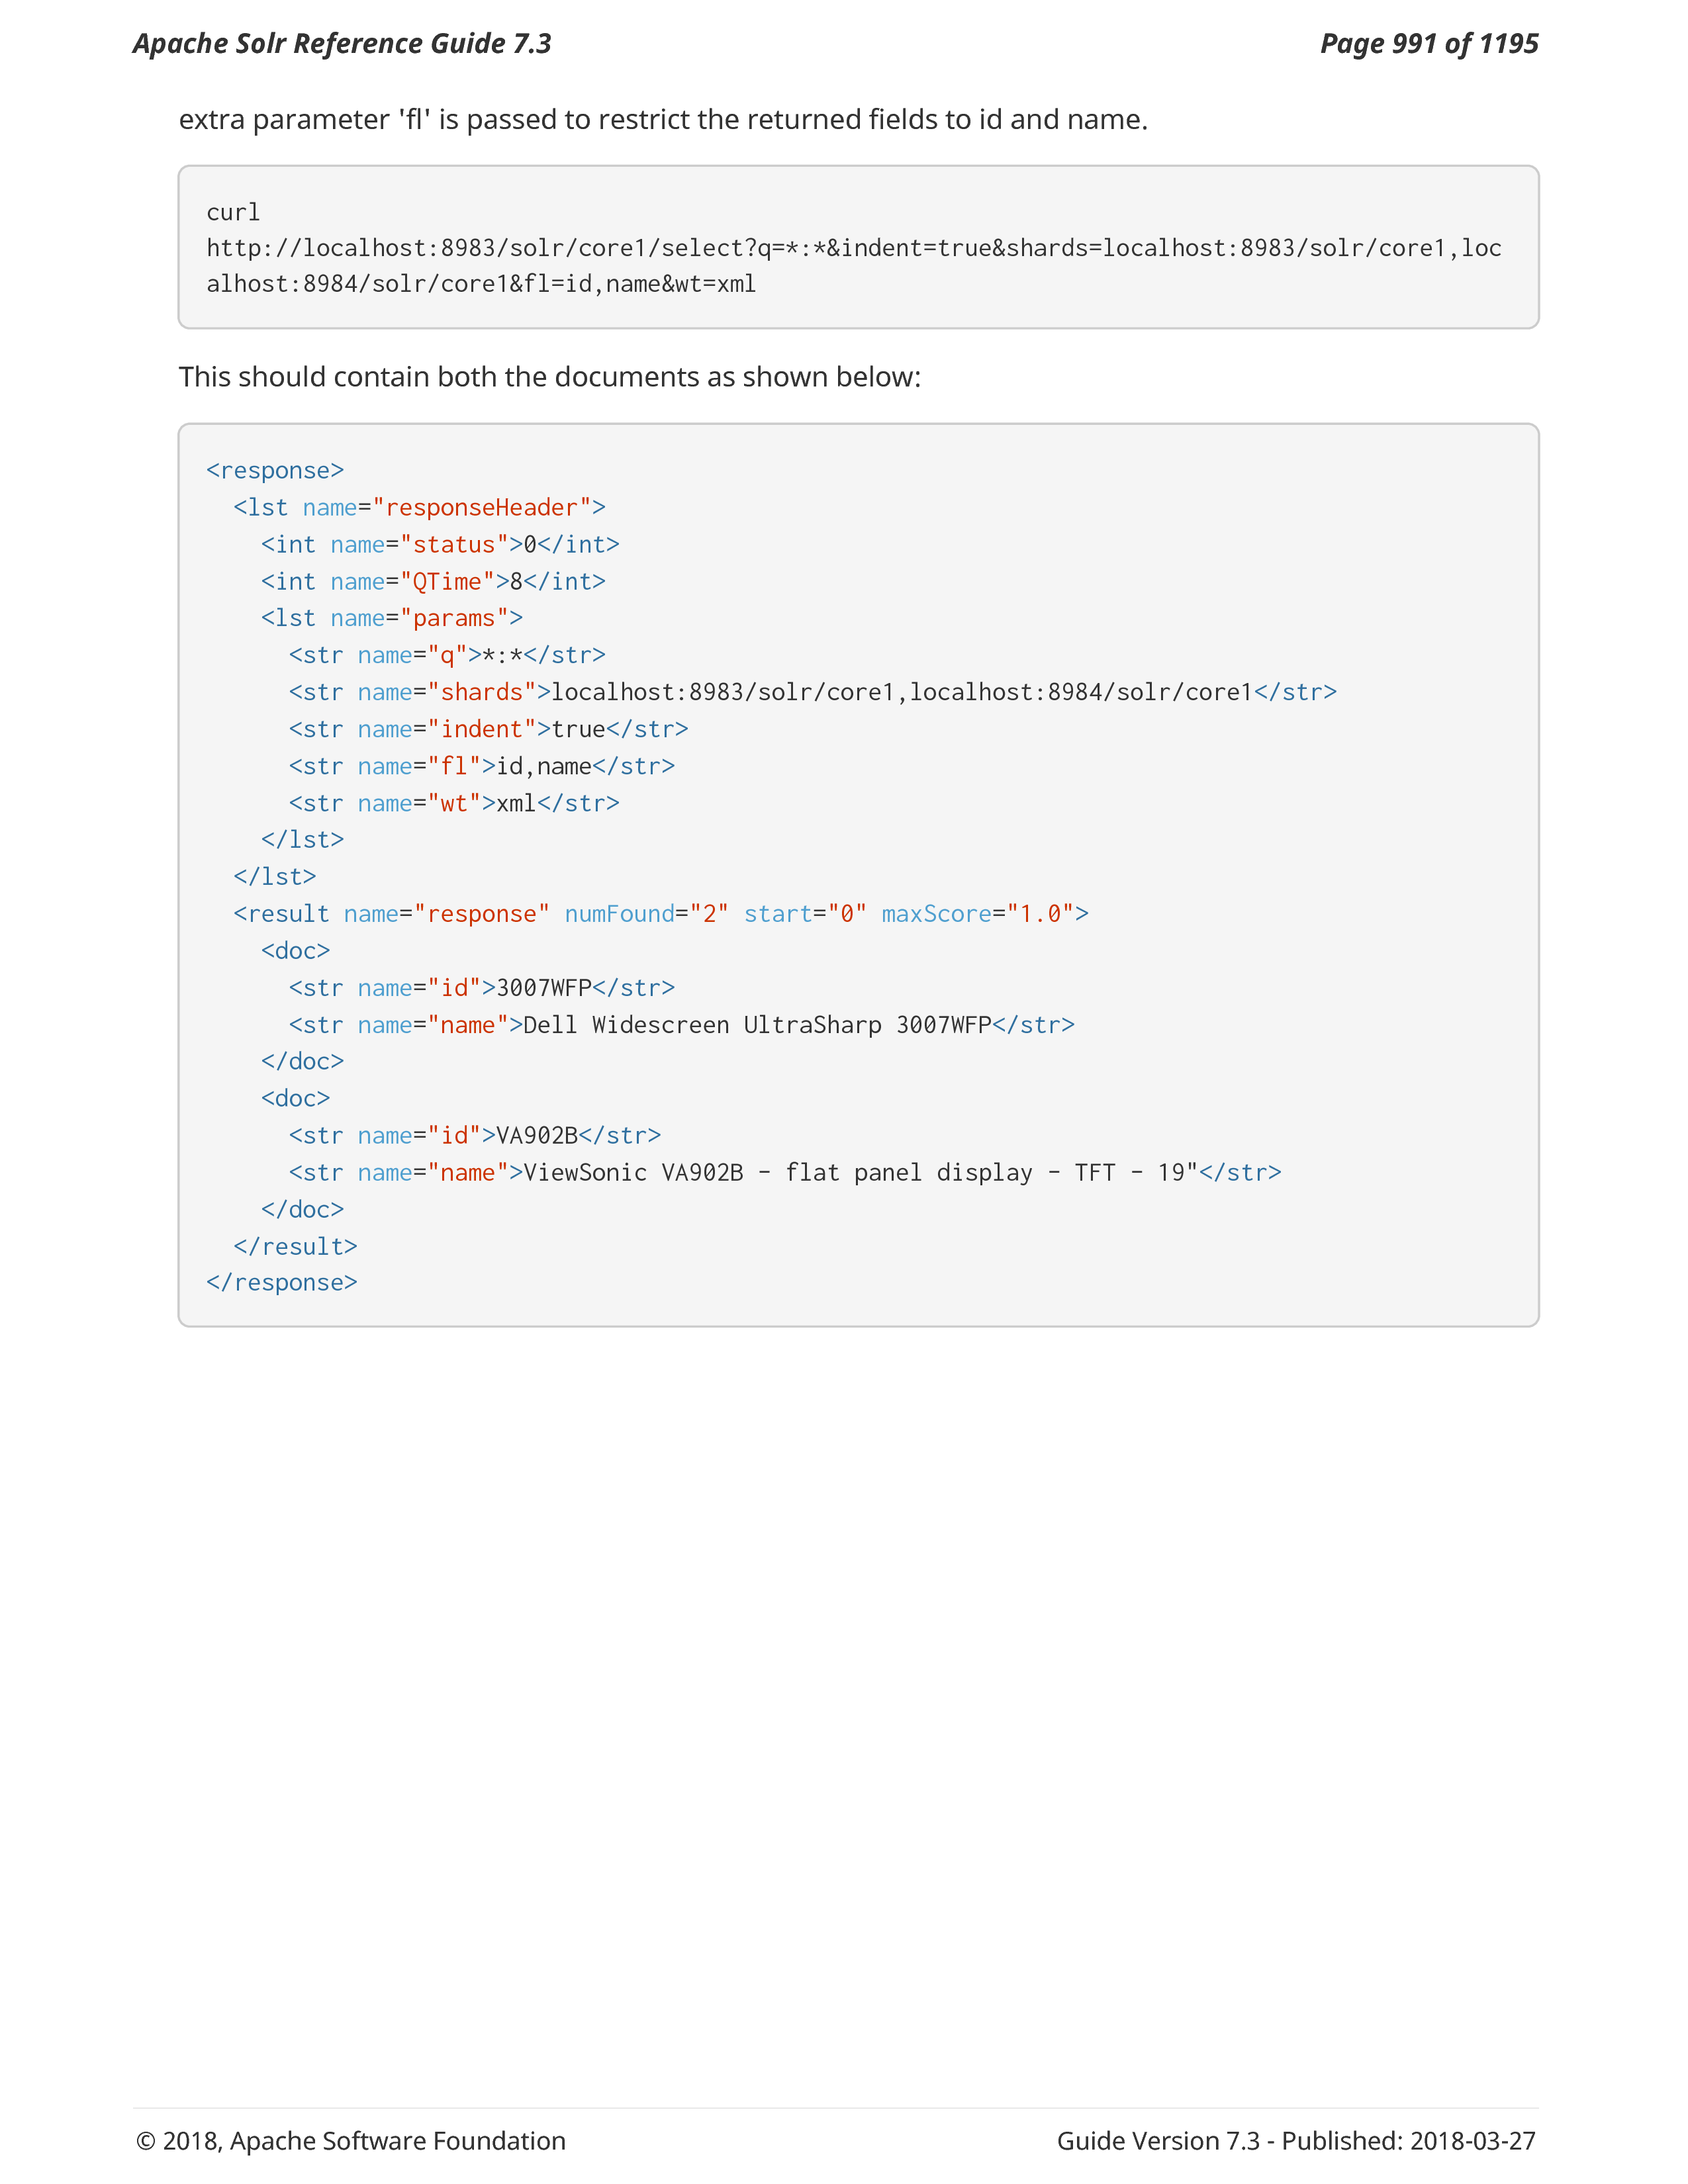 Apache Solr Reference Guide 7.3 Page 991 of 1195
extra parameter 'fl' is passed to restrict the returned fields to id and name.
curl
http://localhost:8983/solr/core1/select?q=*:*&indent=true&shards=localhost:8983/solr/core1,loc
alhost:8984/solr/core1&fl=id,name&wt=xml
This should contain both the documents as shown below:
<response>
  <lst name="responseHeader">
    <int name="status">0</int>
    <int name="QTime">8</int>
    <lst name="params">
      <str name="q">*:*</str>
      <str name="shards">localhost:8983/solr/core1,localhost:8984/solr/core1</str>
      <str name="indent">true</str>
      <str name="fl">id,name</str>
      <str name="wt">xml</str>
    </lst>
  </lst>
  <result name="response" numFound="2" start="0" maxScore="1.0">
    <doc>
      <str name="id">3007WFP</str>
      <str name="name">Dell Widescreen UltraSharp 3007WFP</str>
    </doc>
    <doc>
      <str name="id">VA902B</str>
      <str name="name">ViewSonic VA902B - flat panel display - TFT - 19"</str>
    </doc>
  </result>
</response>
© 2018, Apache Software Foundation Guide Version 7.3 - Published: 2018-03-27